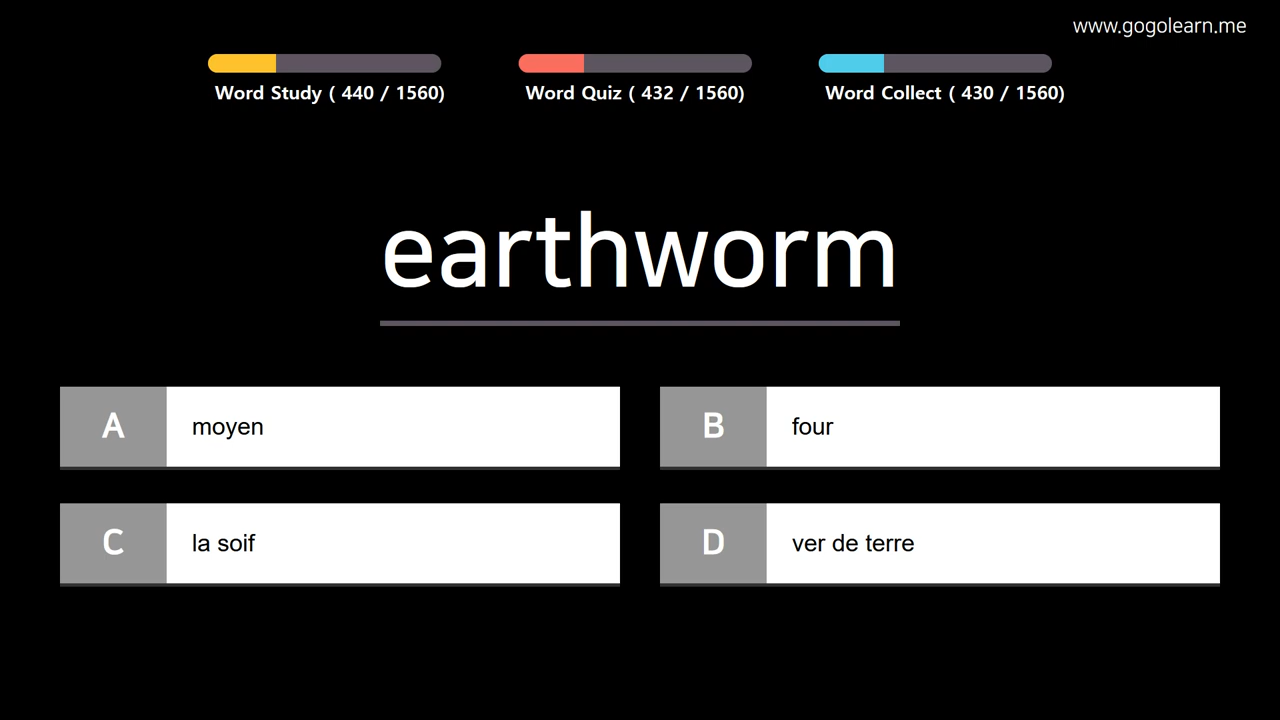 www.gogolearn.me
Word Study ( 440 / 1560)
Word Quiz ( 432 / 1560)
Word Collect ( 430 / 1560)
earthworm
A moyen
B four
C la soif
D ver de terre